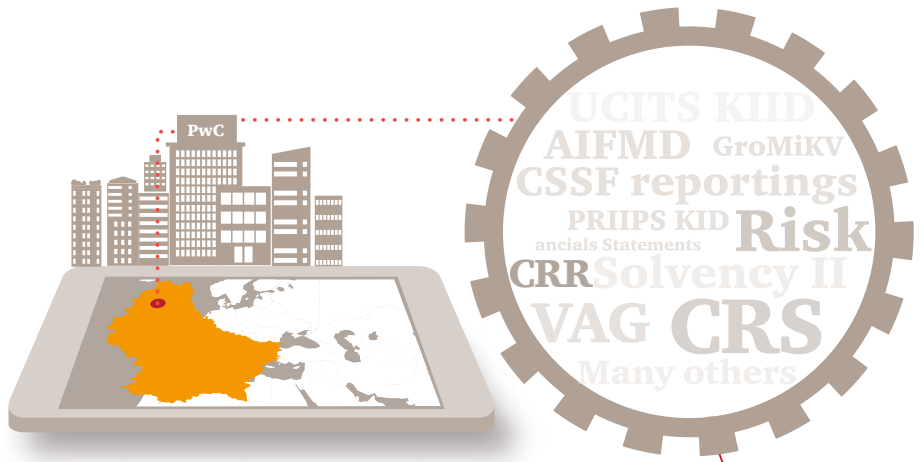 PwC
UCITS KIID
AIFMD GroMiKV
CSSF reportings
PRIIPS KID Risk
ancials Statements
CRR Solvency II
VAG CRS
Many others